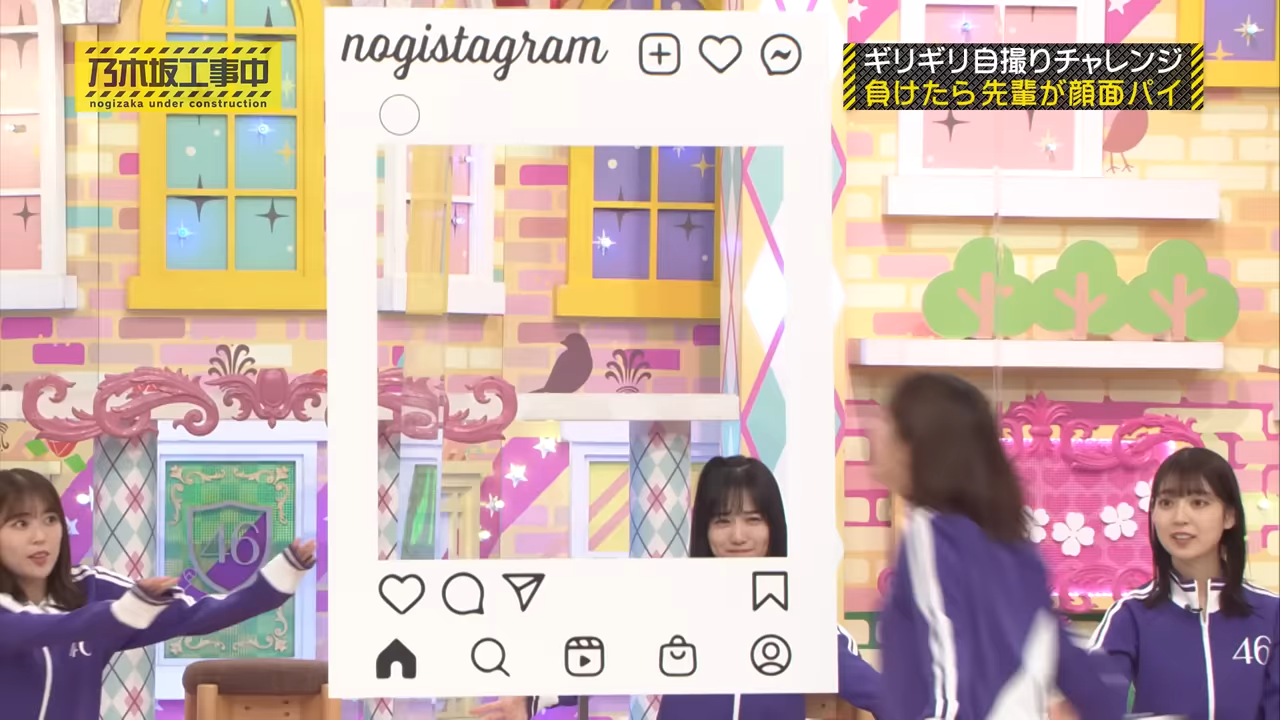 乃木坂工事中
nogizaka under construction
nogistagram
ギリギリ自撮りチャレンジ
負けたら先輩が顔面パイ
46
46
46